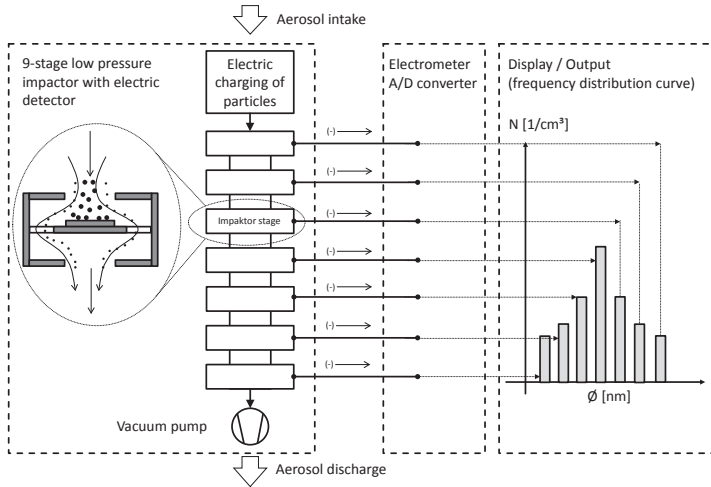 Aerosol intake
9-stage low pressure
impactor with electric
detector
Electric
charging of
particles
Electrometer
A/D converter
Display / Output
(frequency distribution curve)
N [1/cm³]
(-)
(-)
Impaktor stage
(-)
(-)
(-)
(-)
(-)
Ø [nm]
Vacuum pump
Aerosol discharge